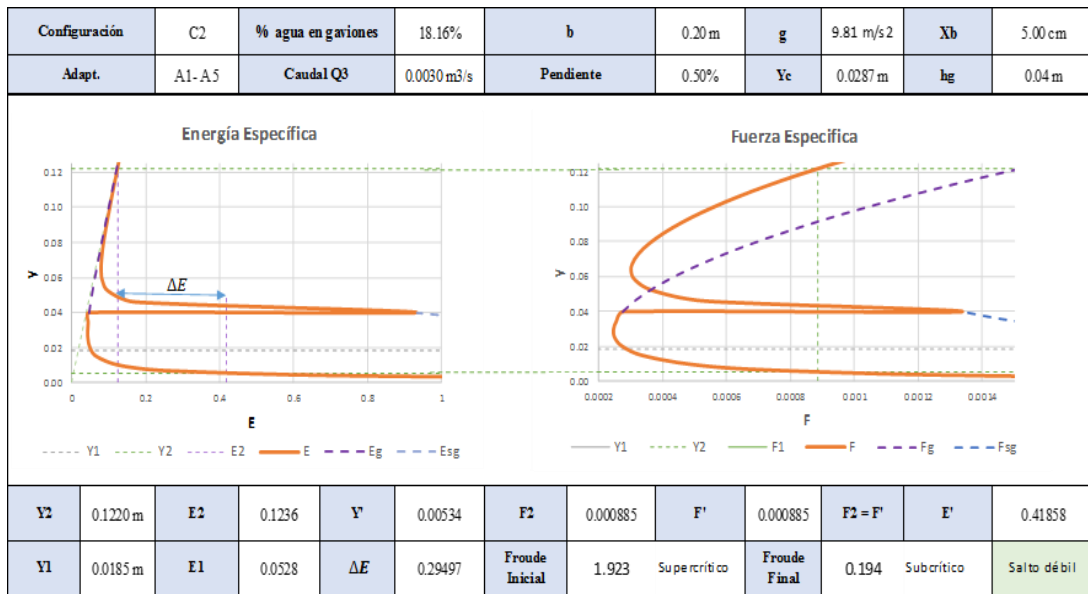 Configuración C2 % agua en gaviones 18.16% b 0.20 m g 9.81 m/s2 Xb 5.00 cm
Adapt. A1- A5 Caudal Q3 0.0030 m3/s Pendiente 0.50% Yc 0.0287 m hg 0.04 m
Energía Específica
0.12
0.10
0.08
0.06
0.04
0.02
0.00
y
ΔE
0 0.2 0.4 0.6 0.8 1
E
Y1 Y2 E2 E Eg Esg
Fuerza Especifica
0.12
0.10
0.08
0.06
0.04
0.02
0.00
y
0.0002 0.0004 0.0006 0.0008 0.001 0.0012 0.0014
F
Y1 Y2 F1 F Fg Fsg
Y2 0.1220 m E2 0.1236 Y' 0.00534 F2 0.000885 F' 0.000885 F2 = F' E' 0.41858
Y1 0.0185 m E1 0.0528 ΔE 0.29497 Froude Inicial 1.923 Supercrítico Froude Final 0.194 Subcrítico Salto débil